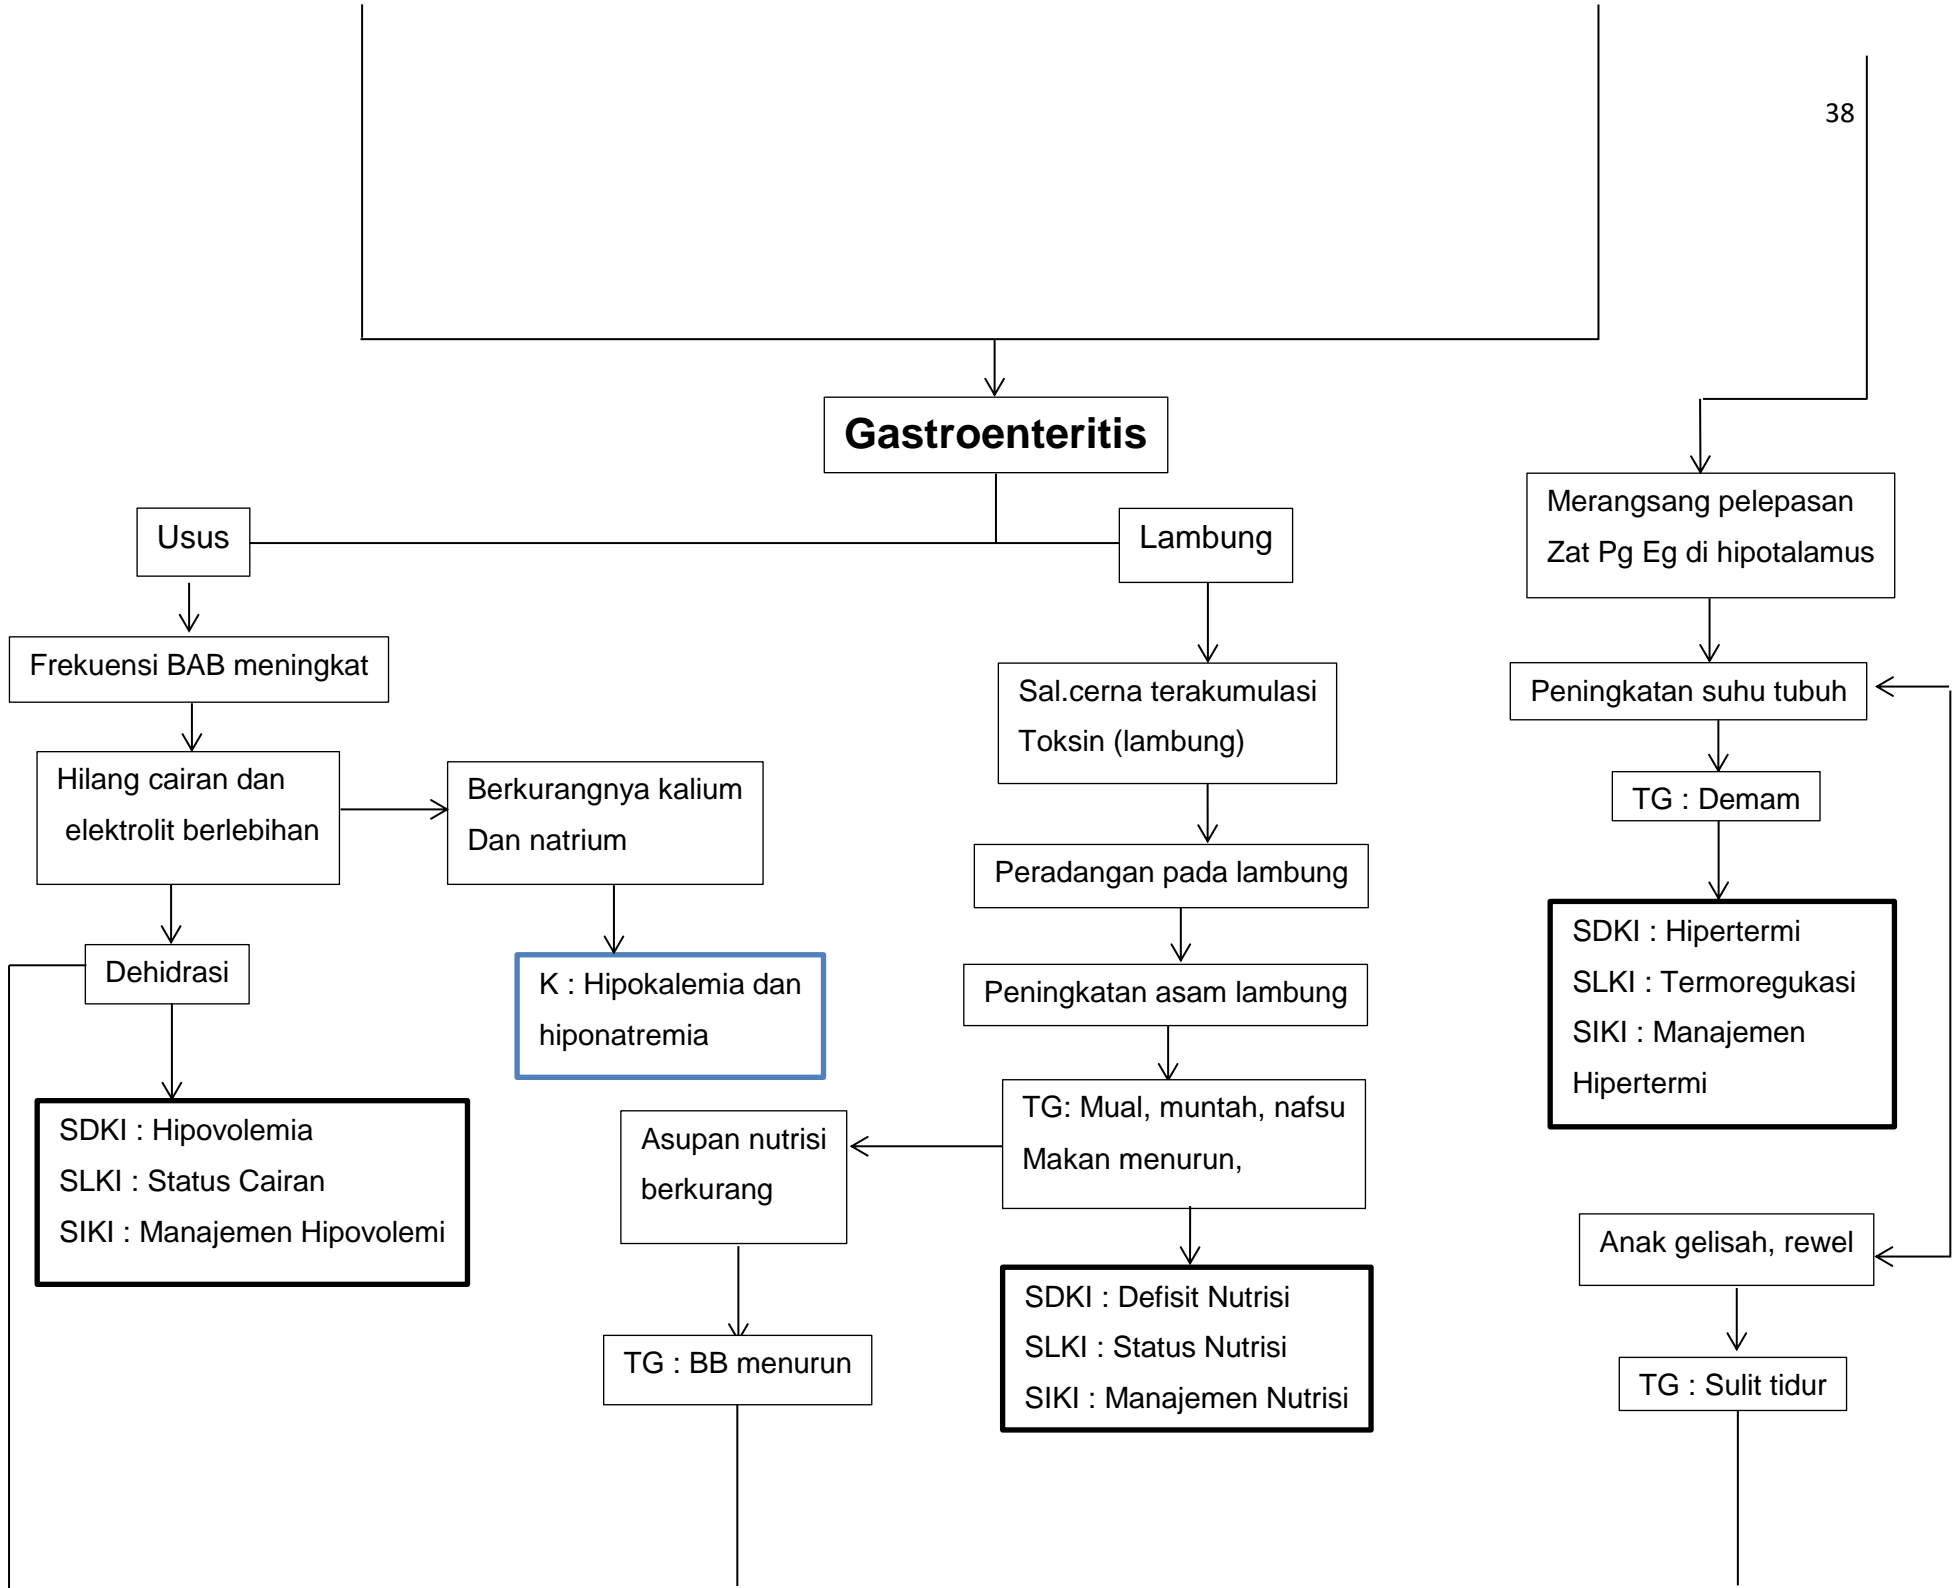 38
Gastroenteritis
Usus
Lambung
Merangsang pelepasan
Zat Pg Eg di hipotalamus
Frekuensi BAB meningkat
Sal.cerna terakumulasi
Toksin (lambung)
Peningkatan suhu tubuh
Hilang cairan dan
elektrolit berlebihan
Berkurangnya kalium
Dan natrium
TG : Demam
Peradangan pada lambung
Dehidrasi
K : Hipokalemia dan
hiponatremia
Peningkatan asam lambung
SDKI : Hipertermi
SLKI : Termoregukasi
SIKI : Manajemen
Hipertermi
SDKI : Hipovolemia
SLKI : Status Cairan
SIKI : Manajemen Hipovolemi
Asupan nutrisi
berkurang
TG: Mual, muntah, nafsu
Makan menurun,
Anak gelisah, rewel
SDKI : Defisit Nutrisi
SLKI : Status Nutrisi
SIKI : Manajemen Nutrisi
TG : BB menurun
TG : Sulit tidur